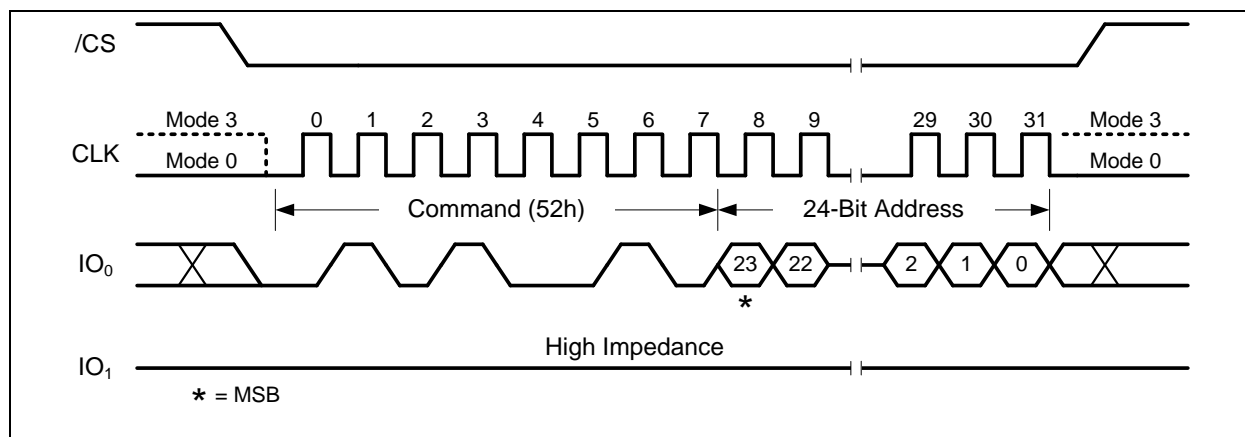 /CS
0 1 2 3 4 5 6 7 8 9 29 30 31
Mode 3 Mode 3
CLK
Mode 0 Mode 0
Command (52h) 24-Bit Address
IO₀ 23 22 2 1 0
*
High Impedance
IO₁
* = MSB